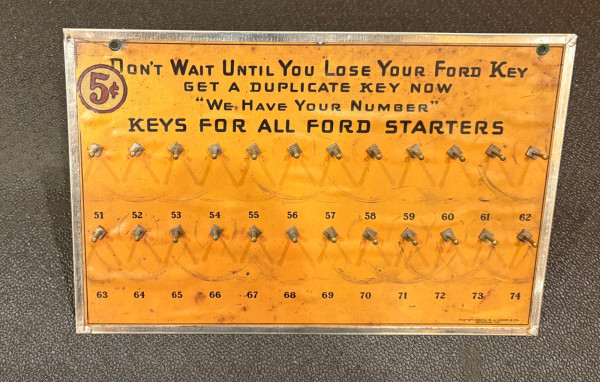 5¢
DON'T WAIT UNTIL YOU LOSE YOUR FORD KEY
GET A DUPLICATE KEY NOW
"WE HAVE YOUR NUMBER"
KEYS FOR ALL FORD STARTERS
51 52 53 54 55 56 57 58 59 60 61 62
63 64 65 66 67 68 69 70 71 72 73 74